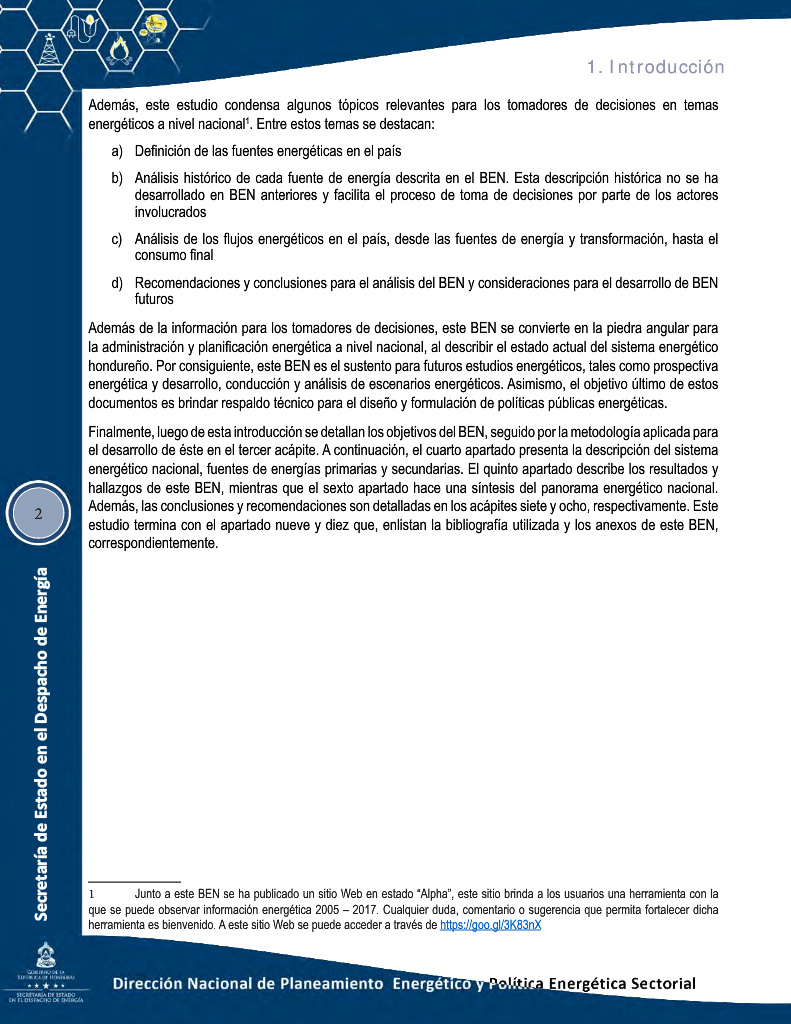 1. Introducción
Además, este estudio condensa algunos tópicos relevantes para los tomadores de decisiones en temas
energéticos a nivel nacional¹. Entre estos temas se destacan:
a) Definición de las fuentes energéticas en el país
b) Análisis histórico de cada fuente de energía descrita en el BEN. Esta descripción histórica no se ha
desarrollado en BEN anteriores y facilita el proceso de toma de decisiones por parte de los actores
involucrados
c) Análisis de los flujos energéticos en el país, desde las fuentes de energía y transformación, hasta el
consumo final
d) Recomendaciones y conclusiones para el análisis del BEN y consideraciones para el desarrollo de BEN
futuros
Además de la información para los tomadores de decisiones, este BEN se convierte en la piedra angular para
la administración y planificación energética a nivel nacional, al describir el estado actual del sistema energético
hondureño. Por consiguiente, este BEN es el sustento para futuros estudios energéticos, tales como prospectiva
energética y desarrollo, conducción y análisis de escenarios energéticos. Asimismo, el objetivo último de estos
documentos es brindar respaldo técnico para el diseño y formulación de políticas públicas energéticas.
Finalmente, luego de esta introducción se detallan los objetivos del BEN, seguido por la metodología aplicada para
el desarrollo de éste en el tercer acápite. A continuación, el cuarto apartado presenta la descripción del sistema
energético nacional, fuentes de energías primarias y secundarias. El quinto apartado describe los resultados y
hallazgos de este BEN, mientras que el sexto apartado hace una síntesis del panorama energético nacional.
Además, las conclusiones y recomendaciones son detalladas en los acápites siete y ocho, respectivamente. Este
estudio termina con el apartado nueve y diez que, enlistan la bibliografía utilizada y los anexos de este BEN,
correspondientemente.
2
Secretaría de Estado en el Despacho de Energía
1 Junto a este BEN se ha publicado un sitio Web en estado “Alpha”, este sitio brinda a los usuarios una herramienta con la
que se puede observar información energética 2005 – 2017. Cualquier duda, comentario o sugerencia que permita fortalecer dicha
herramienta es bienvenido. A este sitio Web se puede acceder a través de https://goo.gl/3K83nX
GOBIERNO DE LA
REPÚBLICA DE HONDURAS
SECRETARÍA DE ESTADO
EN EL DESPACHO DE ENERGÍA
Dirección Nacional de Planeamiento Energético y Política Energética Sectorial